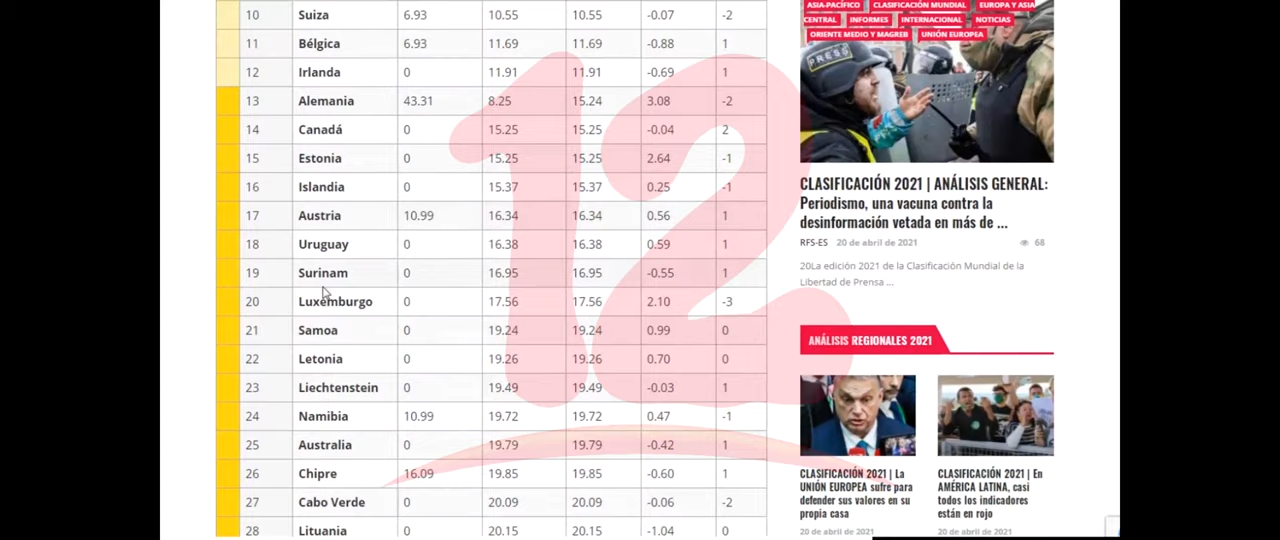 10 Suiza 6.93 10.55 10.55 -0.07 -2
11 Bélgica 6.93 11.69 11.69 -0.88 1
12 Irlanda 0 11.91 11.91 -0.69 1
13 Alemania 43.31 8.25 15.24 3.08 -2
14 Canadá 0 15.25 15.25 -0.04 2
15 Estonia 0 15.25 15.25 2.64 -1
16 Islandia 0 15.37 15.37 0.25 -1
17 Austria 10.99 16.34 16.34 0.56 1
18 Uruguay 0 16.38 16.38 0.59 1
19 Surinam 0 16.95 16.95 -0.55 1
20 Luxemburgo 0 17.56 17.56 2.10 -3
21 Samoa 0 19.24 19.24 0.99 0
22 Letonia 0 19.26 19.26 0.70 0
23 Liechtenstein 0 19.49 19.49 -0.03 1
24 Namibia 10.99 19.72 19.72 0.47 -1
25 Australia 0 19.79 19.79 -0.42 1
26 Chipre 16.09 19.85 19.85 -0.60 1
27 Cabo Verde 0 20.09 20.09 -0.06 -2
28 Lituania 0 20.15 20.15 -1.04 0
12
ASIA-PACÍFICO CLASIFICACIÓN MUNDIAL EUROPA Y ASIA
CENTRAL INFORMES INTERNACIONAL NOTICIAS
ORIENTE MEDIO Y MAGREB UNIÓN EUROPEA
PRESS
CLASIFICACIÓN 2021 | ANÁLISIS GENERAL:
Periodismo, una vacuna contra la
desinformación vetada en más de ...
RFS-ES 20 de abril de 2021 68
20La edición 2021 de la Clasificación Mundial de la
Libertad de Prensa ...
ANÁLISIS REGIONALES 2021
CLASIFICACIÓN 2021 | La
UNIÓN EUROPEA sufre para
defender sus valores en su
propia casa
20 de abril de 2021
CLASIFICACIÓN 2021 | En
AMÉRICA LATINA, casi
todos los indicadores
están en rojo
20 de abril de 2021